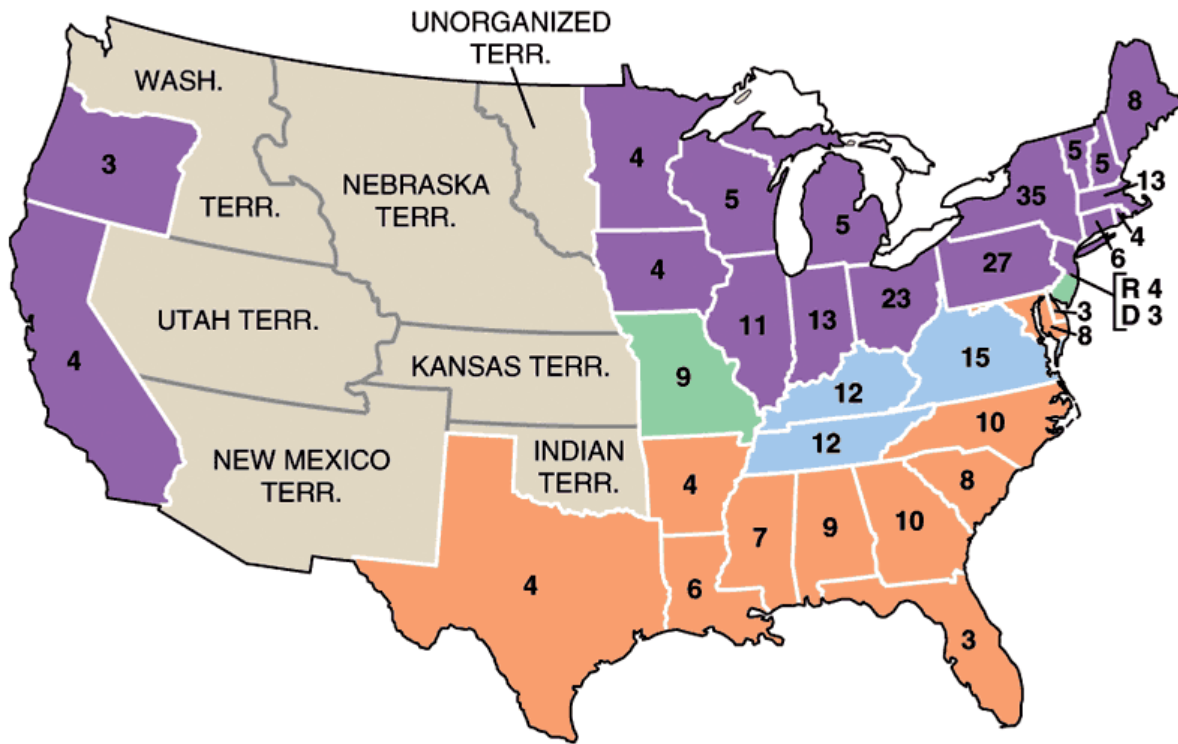 UNORGANIZED
TERR.
WASH.
8
3
4
5
5
13
NEBRASKA
TERR.
35
TERR.
5
5
4
6
4
27
R 4
D 3
UTAH TERR.
23
3
8
11
13
4
KANSAS TERR.
15
9
12
12
10
NEW MEXICO
TERR.
INDIAN
TERR.
4
8
7
9
10
4
6
3